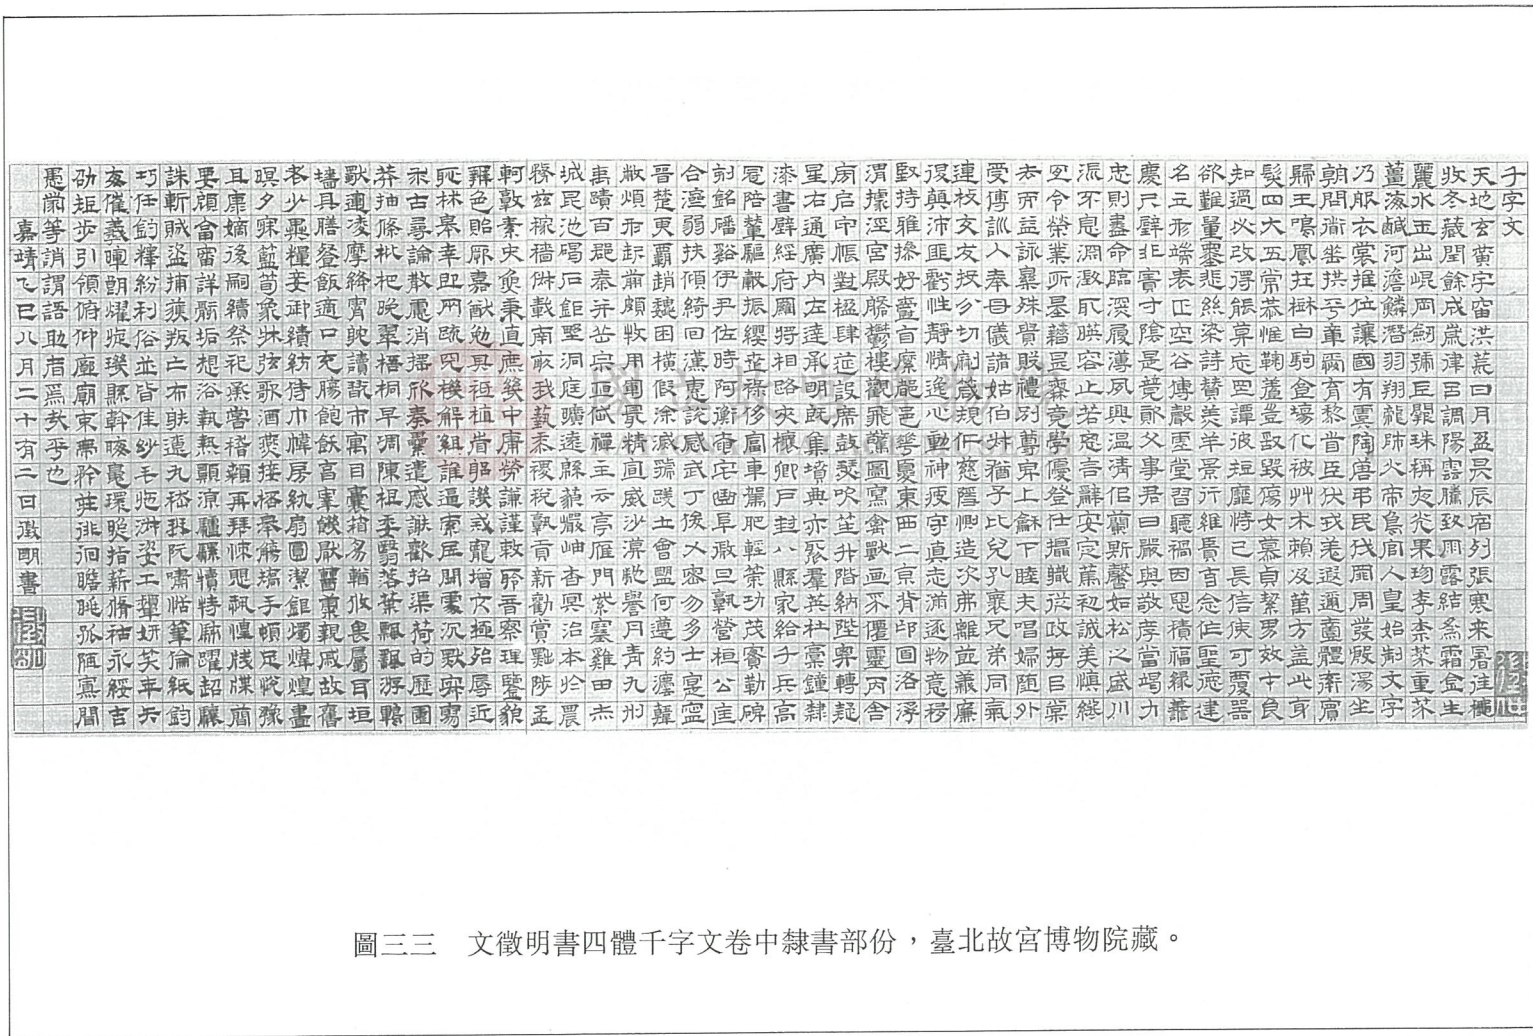 千字文
天地玄黃宇宙洪荒日月盈昃辰宿列張寒来暑往穐
收冬藏閏餘成歲律呂調陽雲騰致雨露結為霜金生
麗水玉出崐岡劒號巨闕珠稱夜光果珍李柰菜重芥
薑海鹹河澹鱗潛羽翔龍師火帝鳥官人皇始制文字
乃服衣裳推位讓國有虞陶唐弔民伐罪周發殷湯坐
朝問衜垂拱平章愛育黎首臣伏戎羌遐邇壹體率賓
歸王鳴鳳在樹白駒食場化被艸木賴及萬方蓋此身
髮四大五常恭惟鞠養豈敢毀傷女慕貞絜男效才良
知過必改得能莫忘罔談彼短靡恃己長信使可覆器
欲難量墨悲絲染詩讚羔羊景行維賢克念作聖德建
名立形端表正空谷傳聲虛堂習聽禍因惡積福緣善
慶尺璧非寶寸陰是競資父事君曰嚴與敬孝當竭力
忠則盡命臨深履薄夙興溫凊佀蘭斯馨如松之盛川
流不息淵澂取暎容止若思言辭安定篤初誠美慎終
宜令榮業所基藉甚無竟學優登仕攝職從政存㠯棠
去而益詠樂殊貴賤禮別尊卑上龢下睦夫唱婦随外
受傅訓入奉母儀諸姑伯叔猶子比兒孔褱兄弟同氣
連枝交友投分切劘箴規仁慈隱惻造次弗離節義廉
退顛沛匪虧性靜情逸心動神疲守真志滿逐物意移
堅持雅操好爵自縻都邑華夏東西二京背邙面洛浮
渭據涇宮殿盤鬱樓觀飛驚圖寫禽獸画采僊靈丙舍
傍启甲帳對楹肆筵設席鼓瑟吹笙升階納陛弁轉疑
星右通廣內左達承明既集墳典亦聚羣英杜稾鐘隸
漆書壁經府羅將相路夾槐卿戶封八縣家給千兵高
冠陪輦驅轂振纓世祿侈富車駕肥輕策功茂實勒碑
刻銘磻谿伊尹佐時阿衡奄宅曲阜微旦孰營桓公匡
合濟弱扶傾綺回漢惠說感武丁俊乂密勿多士寔寧
晉楚更霸趙魏困橫假途滅虢踐土會盟何遵約灋韓
敝煩刑起翦頗牧用軍最精宣威沙漠馳譽丹青九州
禹蹟百郡秦并嶽宗恒岱禪主云亭雁門紫塞雞田赤
城昆池碣石鉅野洞庭曠遠緜藐巖岫杳冥治本於農
務茲稼穡俶載南畝我藝黍稷稅孰貢新勸賞黜陟孟
軻敦素史魚秉直庶幾中庸勞謙謹敕聆音察理鑒貌
辨色貽厥嘉猷勉其祗植省躬譏戒寵增抗極殆辱近
恥林皋幸即兩疏見機解組誰逼索居閒處沉默寂寥
求古尋論散慮消搖欣奏累遣慼謝歡招渠荷的歷園
莽抽條枇杷晚翠梧桐早凋陳根委翳落葉飄颻游鵾
獸運凌摩絳霄耽讀翫市寓目囊箱易輶攸畏屬耳垣
墻具膳餐飯適口充腸飽飫亯宰饑厭糟糠親戚故舊
老少異糧妾御績紡侍巾帷房紈扇圓潔銀燭煒煌晝
瞑夕寐藍筍象牀弦歌酒讌接桮舉觴矯手頓足悅豫
且康嫡後嗣續祭祀烝嘗稽顙再拜悚懼恐惶牋牒簡
要顧答審詳骸垢想浴執熱願涼驢騾犢特駭躍超驤
誅斬賊盜捕獲叛亡布射遼丸嵇琴阮嘯恬筆倫紙鈞
巧任釣釋紛利俗並皆佳妙毛施淑姿工顰妍笑年矢
每催羲暉朗燿旋璣縣斡晦魄環照指薪脩祜永綏吉
劭矩步引領俯仰廊廟束帶矜莊徘徊瞻眺孤陋寡聞
愚蒙等誚謂語助者焉哉乎也
嘉靖乙巳八月二十有二日徵明書
圖三三　文徵明書四體千字文卷中隸書部份，臺北故宮博物院藏。